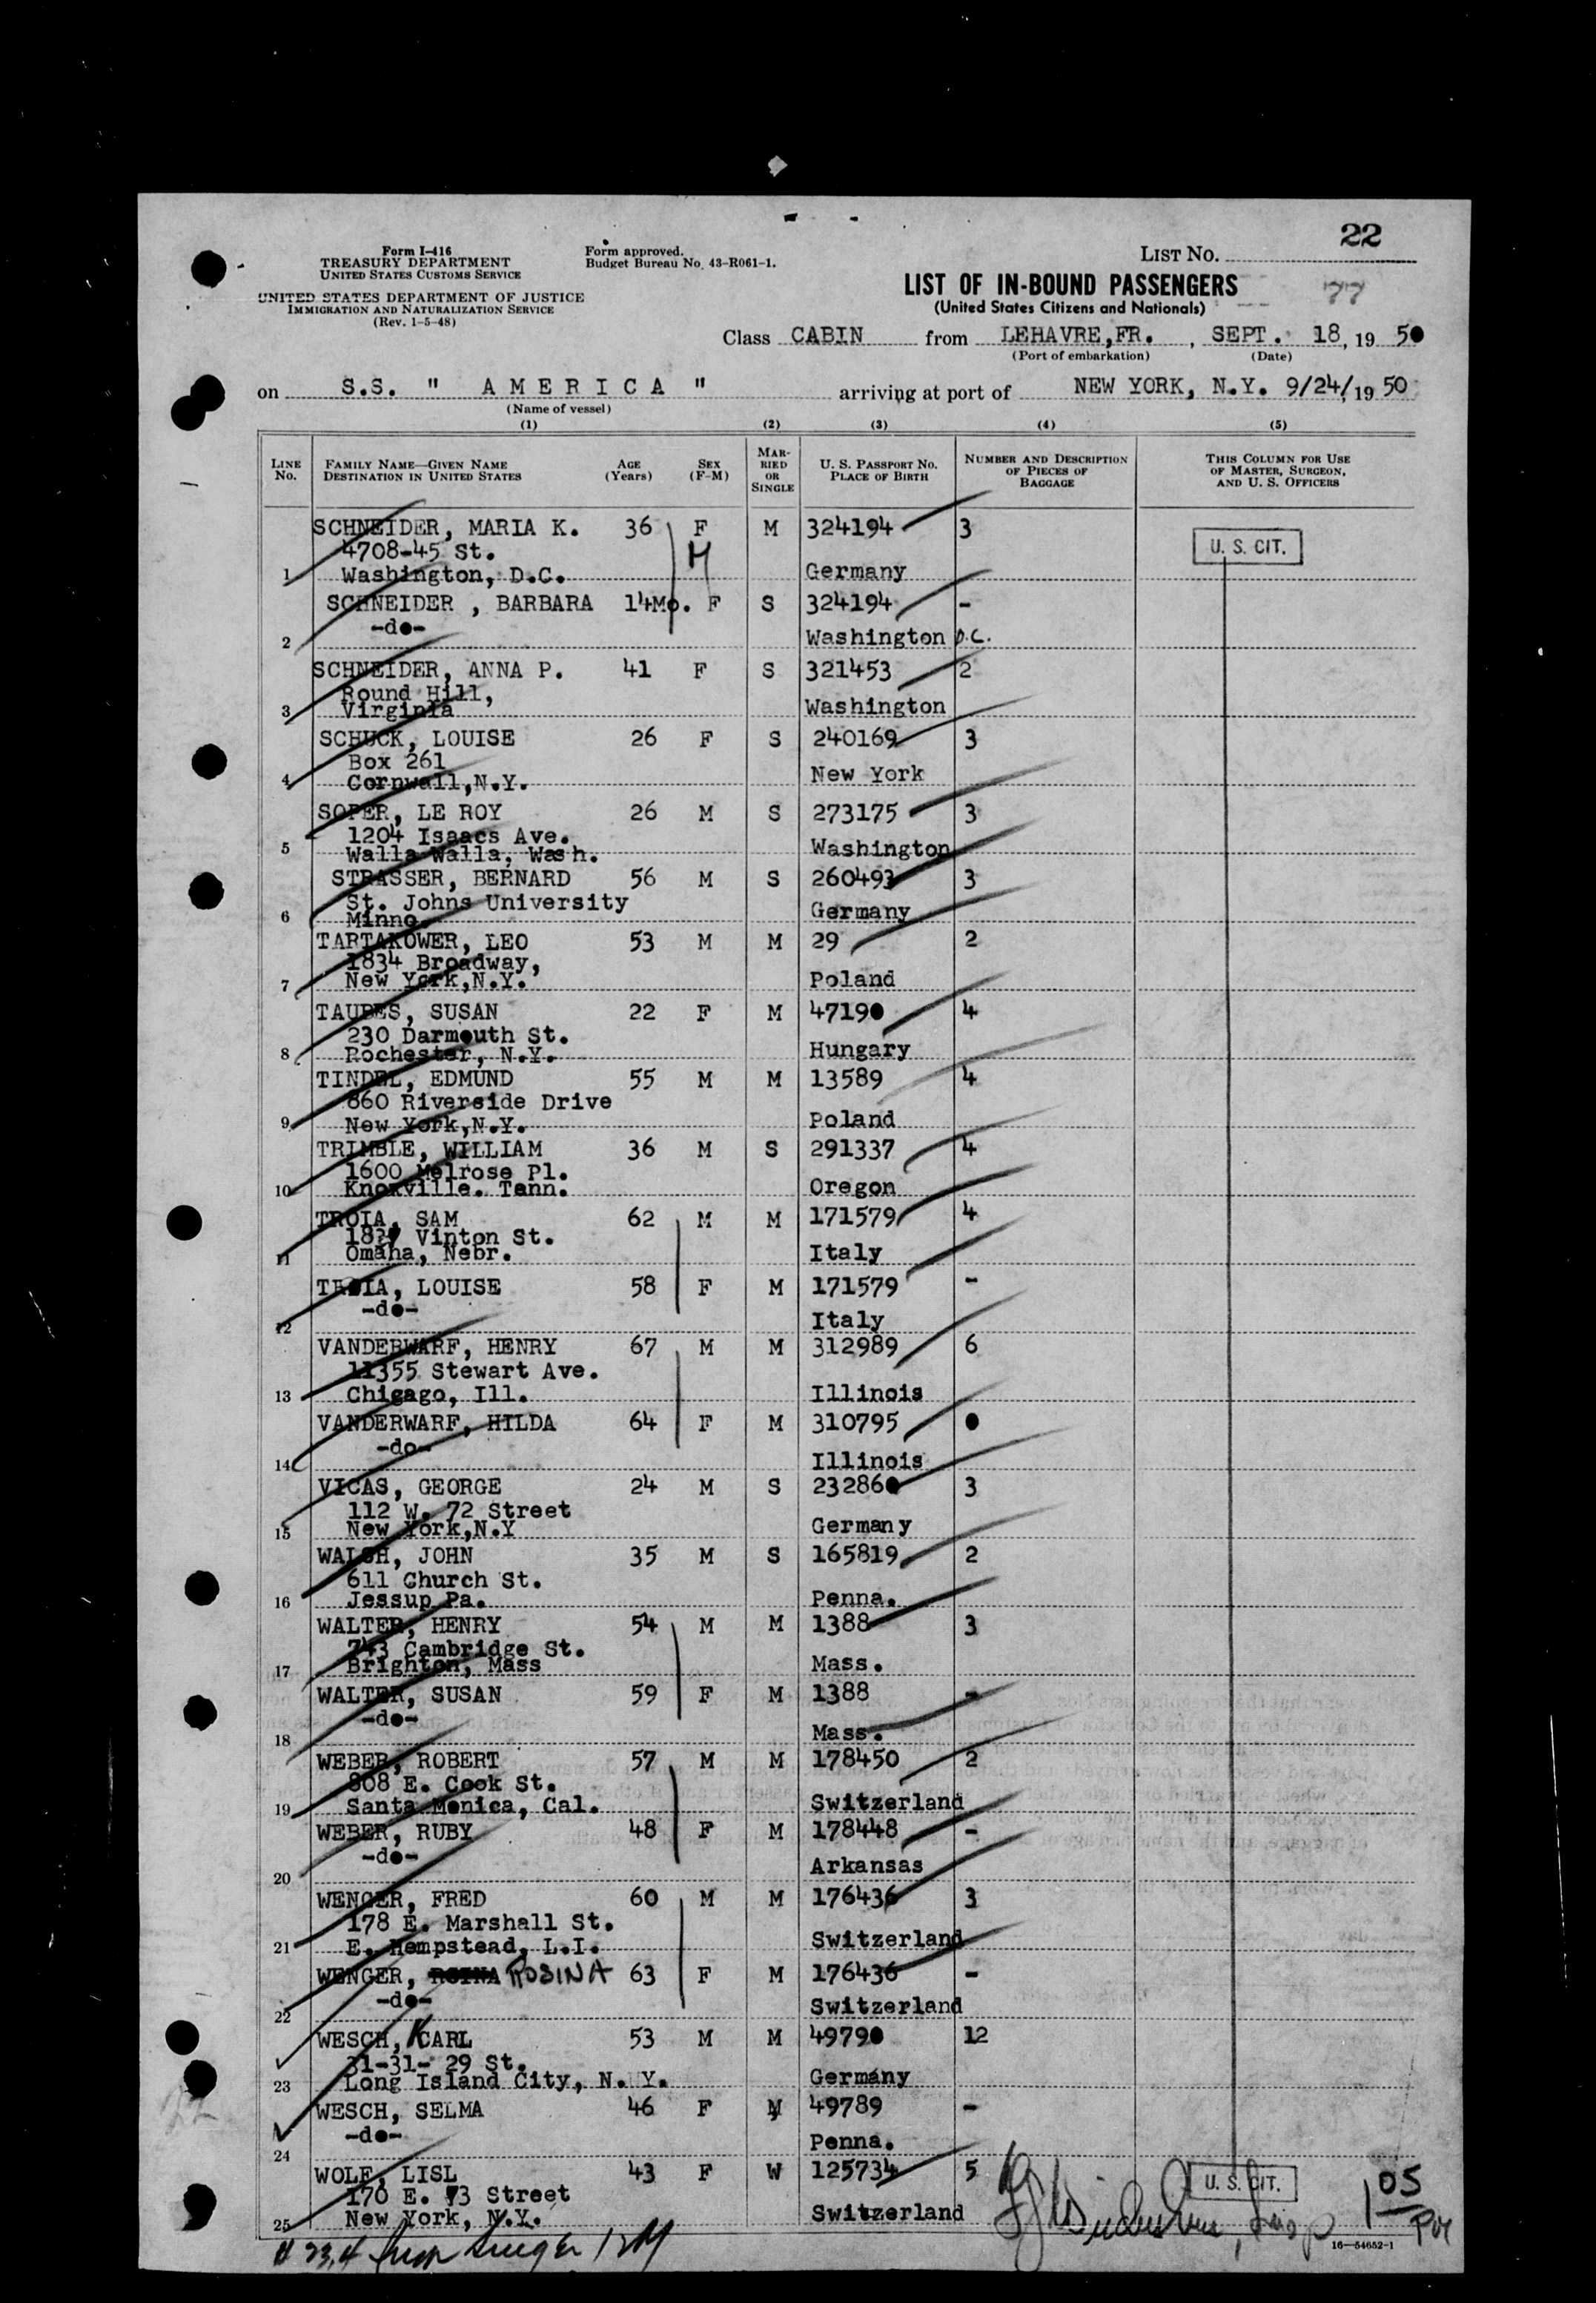 22
Form I-416
TREASURY DEPARTMENT
UNITED STATES CUSTOMS SERVICE
UNITED STATES DEPARTMENT OF JUSTICE
IMMIGRATION AND NATURALIZATION SERVICE
(Rev. 1-5-48)
Form approved.
Budget Bureau No. 43-R061-1.
LIST NO.
LIST OF IN-BOUND PASSENGERS
(United States Citizens and Nationals)
77
Class CABIN from LEHAVRE,FR. , SEPT. 18, 19 50
(Port of embarkation) (Date)
on S.S. " A M E R I C A " arriving at port of NEW YORK, N.Y. 9/24/, 19 50
(Name of vessel)
(1) (2) (3) (4) (5)
LINE No. FAMILY NAME—GIVEN NAME DESTINATION IN UNITED STATES AGE (Years) SEX (F-M) MARRIED OR SINGLE U. S. PASSPORT NO. PLACE OF BIRTH NUMBER AND DESCRIPTION OF PIECES OF BAGGAGE THIS COLUMN FOR USE OF MASTER, SURGEON, AND U. S. OFFICERS
SCHNEIDER, MARIA K. 36 F M 324194 3
4708-45 St. M U. S. CIT.
1 Washington, D.C. Germany
SCHNEIDER , BARBARA 14Mo. F S 324194 -
-do-
2 Washington D.C.
SCHNEIDER, ANNA P. 41 F S 321453 2
Round Hill,
3 Virginia Washington
SCHUCK, LOUISE 26 F S 240169 3
Box 261
4 Cornwall,N.Y. New York
SOPER, LE ROY 26 M S 273175 3
1204 Isaacs Ave.
5 Walla Walla, Wash. Washington
STRASSER, BERNARD 56 M S 260493 3
St. Johns University
6 Minno. Germany
TARTAKOWER, LEO 53 M M 29 2
1834 Broadway,
7 New York,N.Y. Poland
TAUBES, SUSAN 22 F M 47190 4
230 Darmouth St.
8 Rochester, N.Y. Hungary
TINDEL, EDMUND 55 M M 13589 4
860 Riverside Drive
9 New York,N.Y. Poland
TRIMBLE, WILLIAM 36 M S 291337 4
1600 Melrose Pl.
10 Knoxville. Tenn. Oregon
TROIA, SAM 62 M M 171579 4
Vinton St.
11 Omaha, Nebr. Italy
TROIA, LOUISE 58 F M 171579 -
-do-
12 Italy
VANDERWARF, HENRY 67 M M 312989 6
11355 Stewart Ave.
13 Chigago, Ill. Illinois
VANDERWARF, HILDA 64 F M 310795
-do-
14 Illinois
VICAS, GEORGE 24 M S 232860 3
112 W. 72 Street
15 New York,N.Y Germany
WALSH, JOHN 35 M S 165819 2
611 Church St.
16 Jessup Pa. Penna.
WALTER, HENRY 54 M M 1388 3
743 Cambridge St.
17 Brighton, Mass Mass.
WALTER, SUSAN 59 F M 1388 -
-do-
18 Mass.
WEBER, ROBERT 57 M M 178450 2
808 E. Cook St.
19 Santa Monica, Cal. Switzerland
WEBER, RUBY 48 F M 178448 -
-do-
20 Arkansas
WENGER, FRED 60 M M 176436 3
178 E. Marshall St.
21 E. Hempstead, L.I. Switzerland
WENGER, ROSINA 63 F M 176436 -
-do-
22 Switzerland
WESCH, KARL 53 M M 49790 12
31-31- 29 St.
23 Long Island City, N. Y. Germany
WESCH, SELMA 46 F M 49789 -
-do-
24 Penna.
WOLF, LISL 43 F W 125734 5
170 E. 73 Street U. S. CIT.
25 New York, N.Y. Switzerland
105
16—54652-1